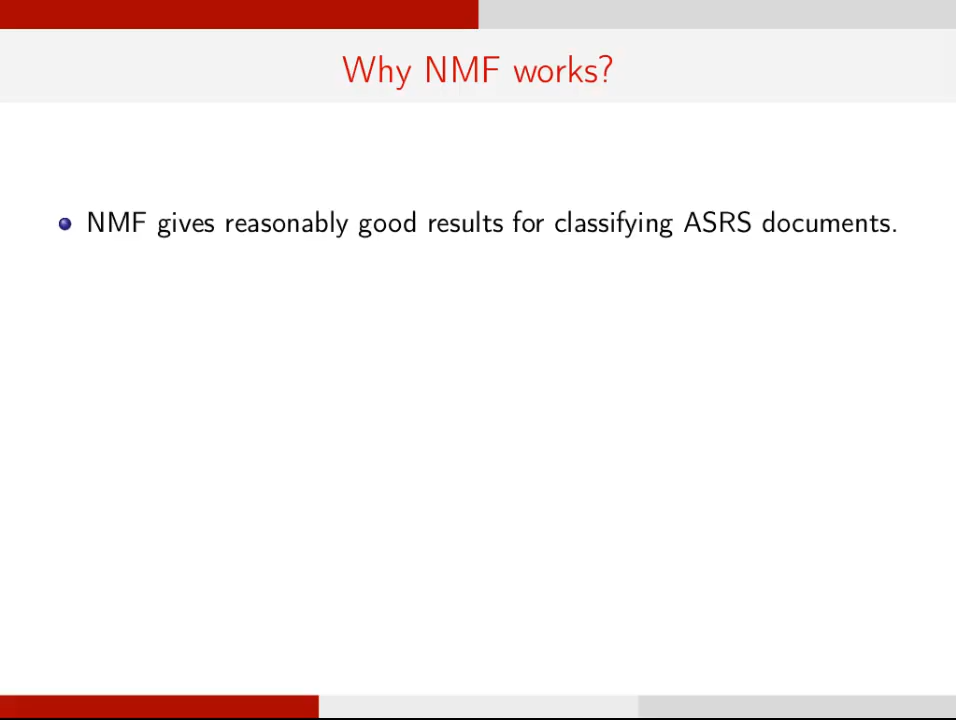 Why NMF works?
NMF gives reasonably good results for classifying ASRS documents.